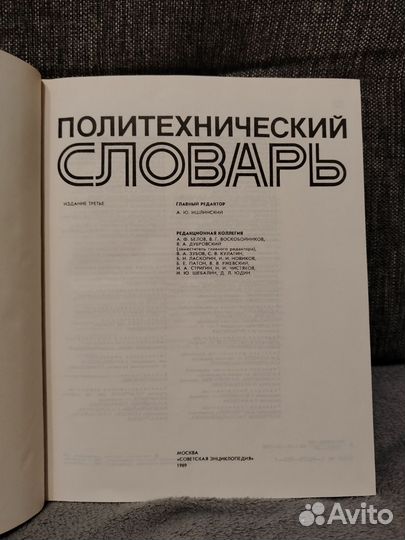 ПОЛИТЕХНИЧЕСКИЙ
СЛОВАРЬ
ИЗДАНИЕ ТРЕТЬЕ
ГЛАВНЫЙ РЕДАКТОР
А. Ю. ИШЛИНСКИЙ
РЕДАКЦИОННАЯ КОЛЛЕГИЯ
А. Ф. БЕЛОВ, В. Г. ВОСКОБОЙНИКОВ,
Л. А. ДУБРОВСКИЙ
(заместитель главного редактора),
В. А. ЗУБОВ, С. В. КУЛАГИН,
Б. Н. ЛАСКОРИН, И. И. НОВИКОВ,
Б. Е. ПАТОН, В. В. РЖЕВСКИЙ,
И. А. СТРИГИН, Н. И. ЧИСТЯКОВ,
И. Ю. ШЕБАЛИН, Д. Л. ЮДИН
МОСКВА
«СОВЕТСКАЯ ЭНЦИКЛОПЕДИЯ»
1989
Avito